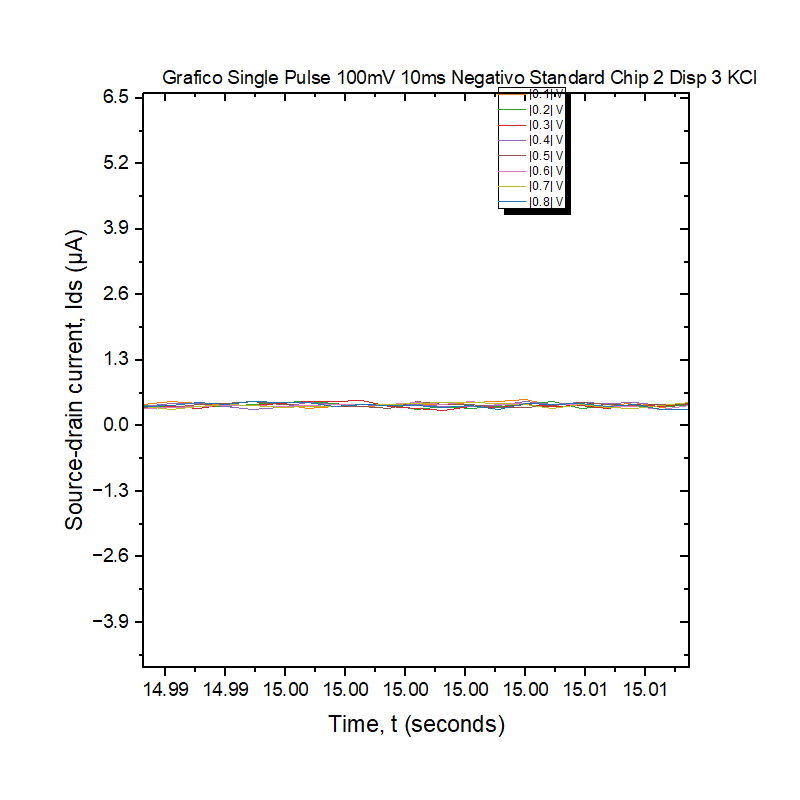 Grafico Single Pulse 100mV 10ms Negativo Standard Chip 2 Disp 3 KCl
|0.1| V
|0.2| V
|0.3| V
|0.4| V
|0.5| V
|0.6| V
|0.7| V
|0.8| V
6.5
5.2
3.9
2.6
1.3
0.0
−1.3
−2.6
−3.9
Source-drain current, Ids (µA)
14.99 14.99 15.00 15.00 15.00 15.00 15.00 15.01 15.01
Time, t (seconds)